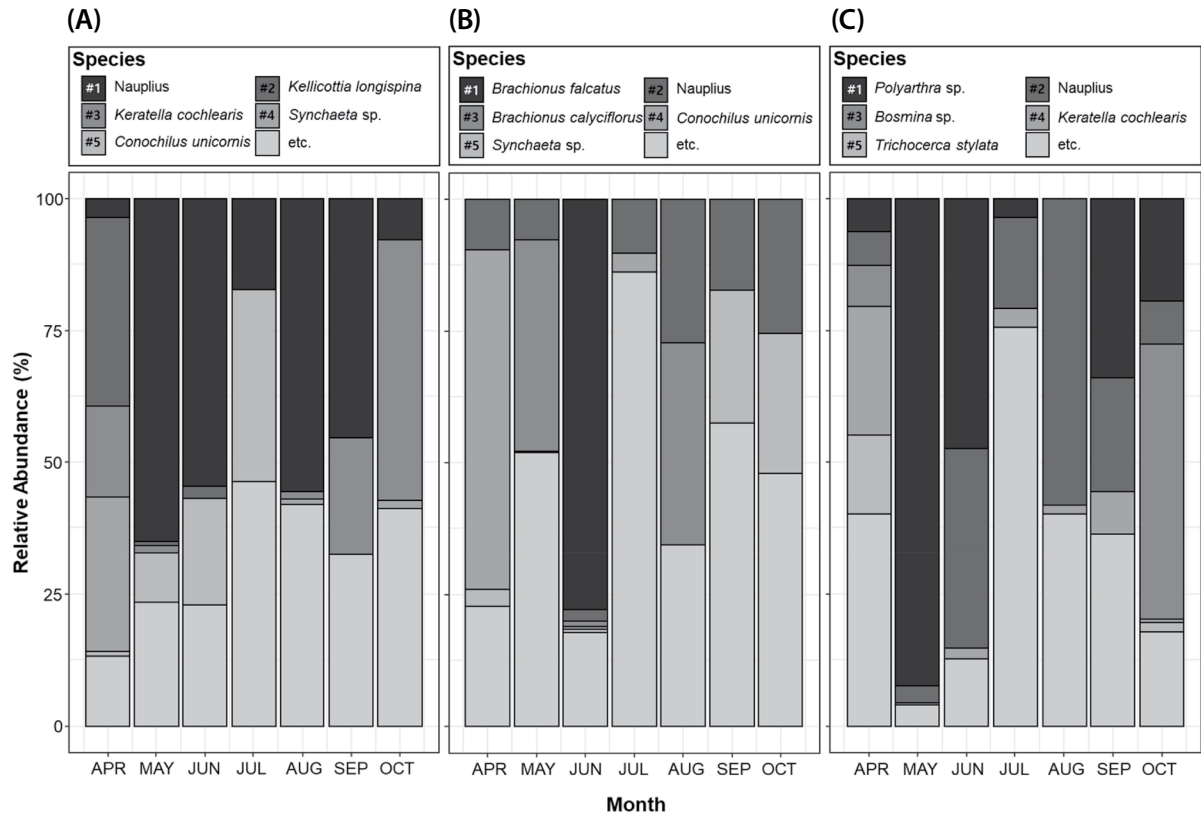 (A)
Species
#1 Nauplius #2 Kellicottia longispina
#3 Keratella cochlearis #4 Synchaeta sp.
#5 Conochilus unicornis etc.
(B)
Species
#1 Brachionus falcatus #2 Nauplius
#3 Brachionus calyciflorus #4 Conochilus unicornis
#5 Synchaeta sp. etc.
(C)
Species
#1 Polyarthra sp. #2 Nauplius
#3 Bosmina sp. #4 Keratella cochlearis
#5 Trichocerca stylata etc.
Relative Abundance (%)
100
75
50
25
0
APR MAY JUN JUL AUG SEP OCT
APR MAY JUN JUL AUG SEP OCT
APR MAY JUN JUL AUG SEP OCT
Month